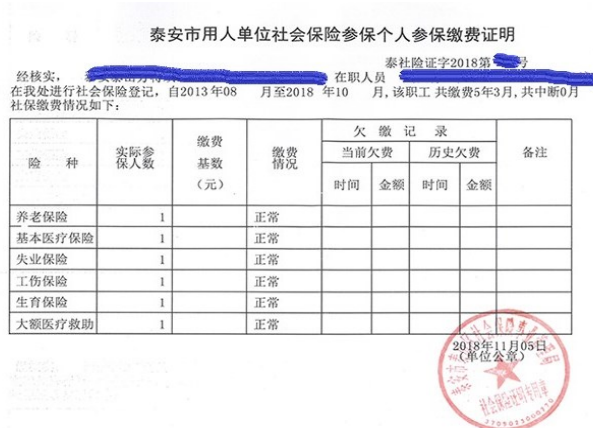 泰安市用人单位社会保险参保个人参保缴费证明
泰社险证字2018第 号
经核实， 在职人员
在我处进行社会保险登记，自2013年08 月至2018 年10 月，该职工 共缴费5年3月，共中断0月
社保缴费情况如下：
险 种 实际参保人数 缴费基数（元） 缴费情况 欠 缴 记 录 备注
当前欠费 历史欠费
时间 金额 时间 金额
养老保险 1 正常
基本医疗保险 1 正常
失业保险 1 正常
工伤保险 1 正常
生育保险 1 正常
大额医疗救助 1 正常
2018年11月05日
（单位公章）